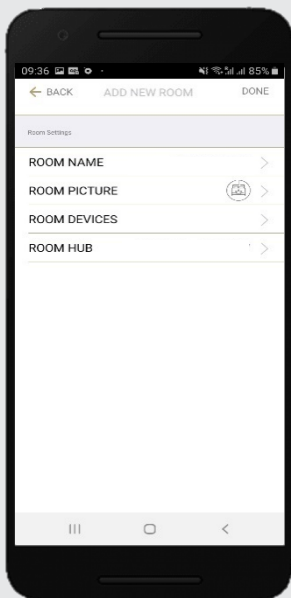 09:36 85%
BACK ADD NEW ROOM DONE
Room Settings
ROOM NAME
ROOM PICTURE
ROOM DEVICES
ROOM HUB